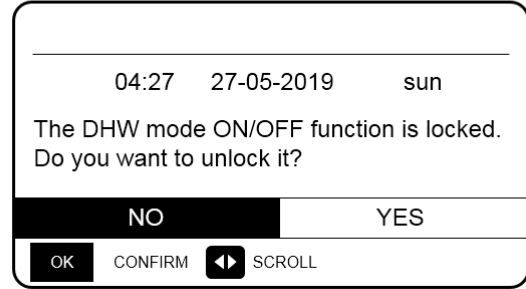 04:27 27-05-2019 sun
The DHW mode ON/OFF function is locked.
Do you want to unlock it?
NO YES
OK CONFIRM SCROLL